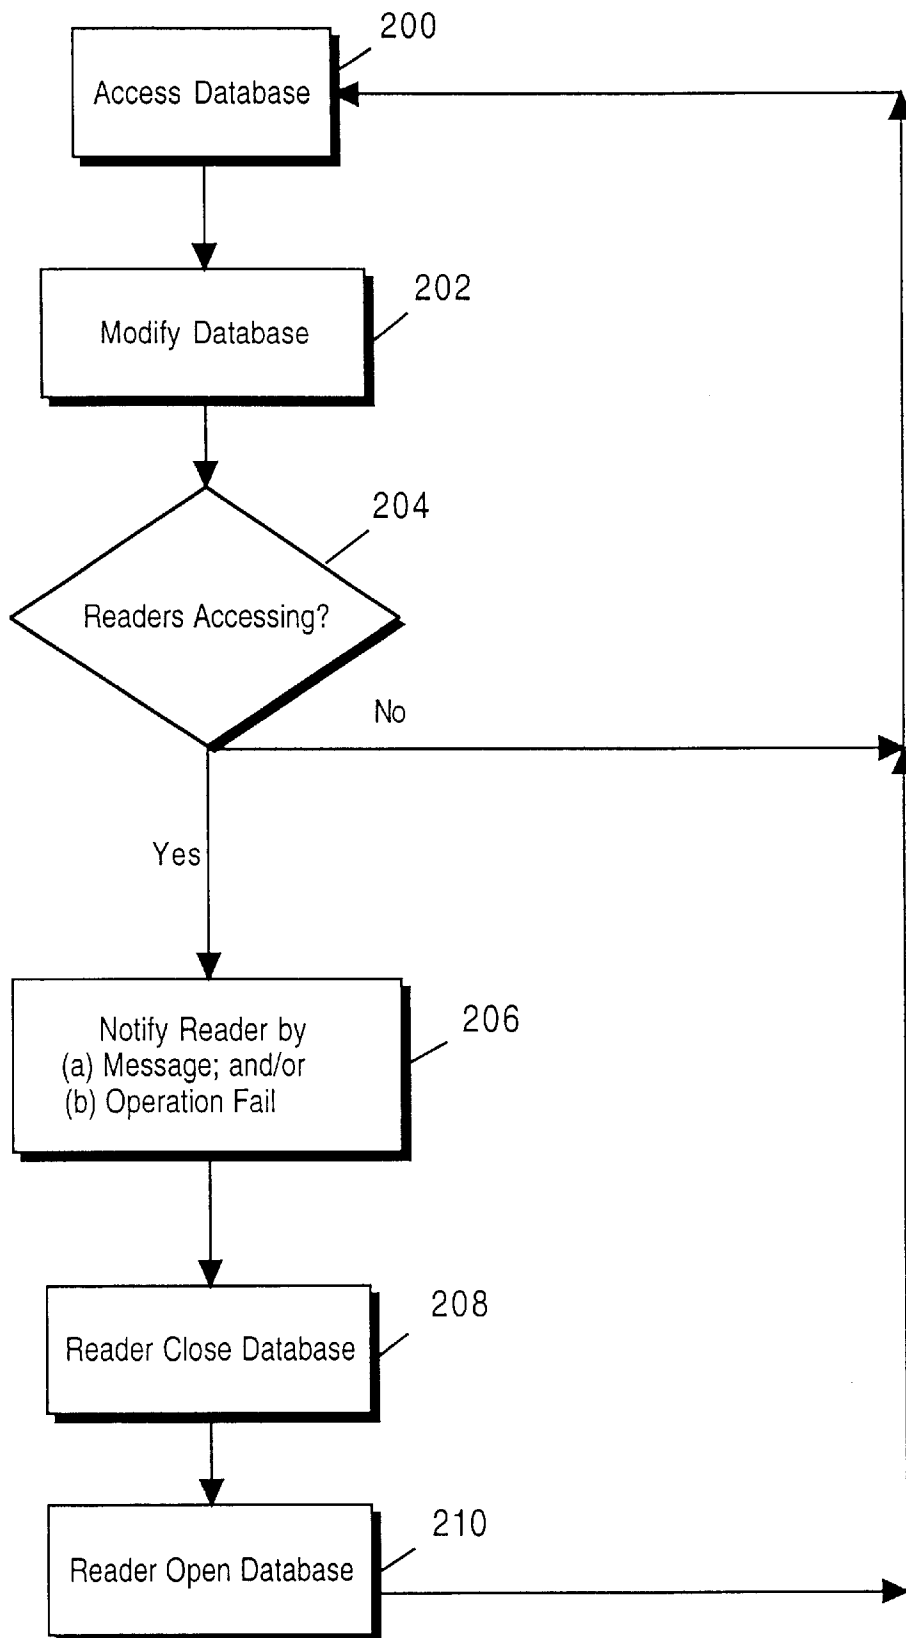 200
Access Database
202
Modify Database
204
Readers Accessing?
No
Yes
206
Notify Reader by
(a) Message; and/or
(b) Operation Fail
208
Reader Close Database
210
Reader Open Database